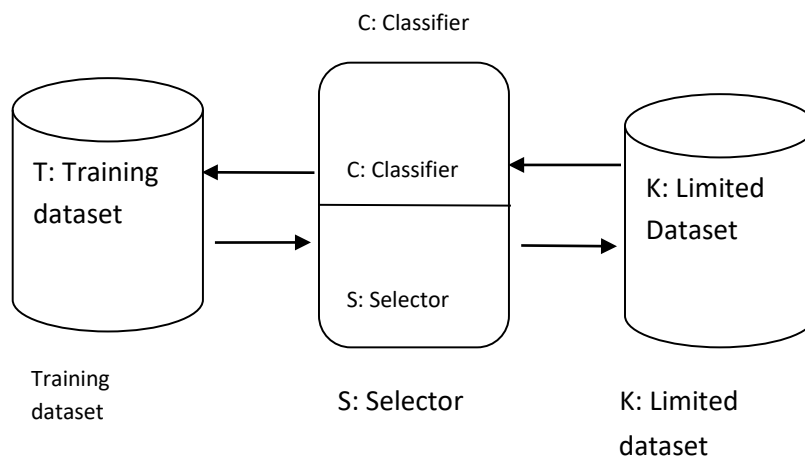 C: Classifier
T: Training
dataset
C: Classifier
K: Limited
Dataset
S: Selector
Training
dataset
S: Selector
K: Limited
dataset